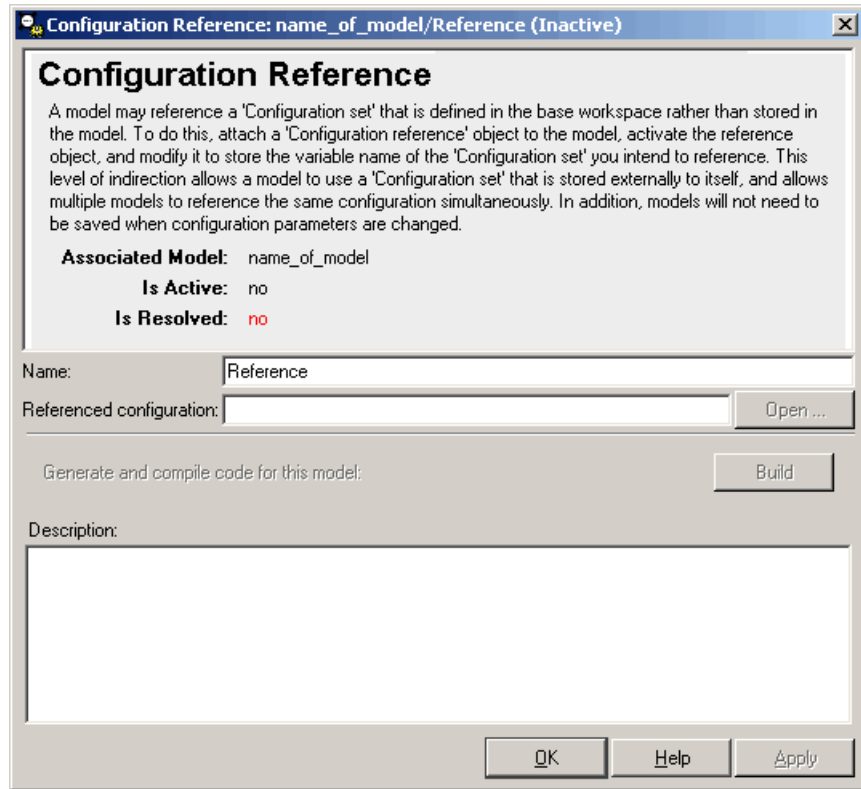 Configuration Reference: name_of_model/Reference (Inactive)
Configuration Reference
A model may reference a 'Configuration set' that is defined in the base workspace rather than stored in
the model. To do this, attach a 'Configuration reference' object to the model, activate the reference
object, and modify it to store the variable name of the 'Configuration set' you intend to reference. This
level of indirection allows a model to use a 'Configuration set' that is stored externally to itself, and allows
multiple models to reference the same configuration simultaneously. In addition, models will not need to
be saved when configuration parameters are changed.
Associated Model: name_of_model
Is Active: no
Is Resolved: no
Name: Reference
Referenced configuration: Open ...
Generate and compile code for this model: Build
Description:
OK Help Apply